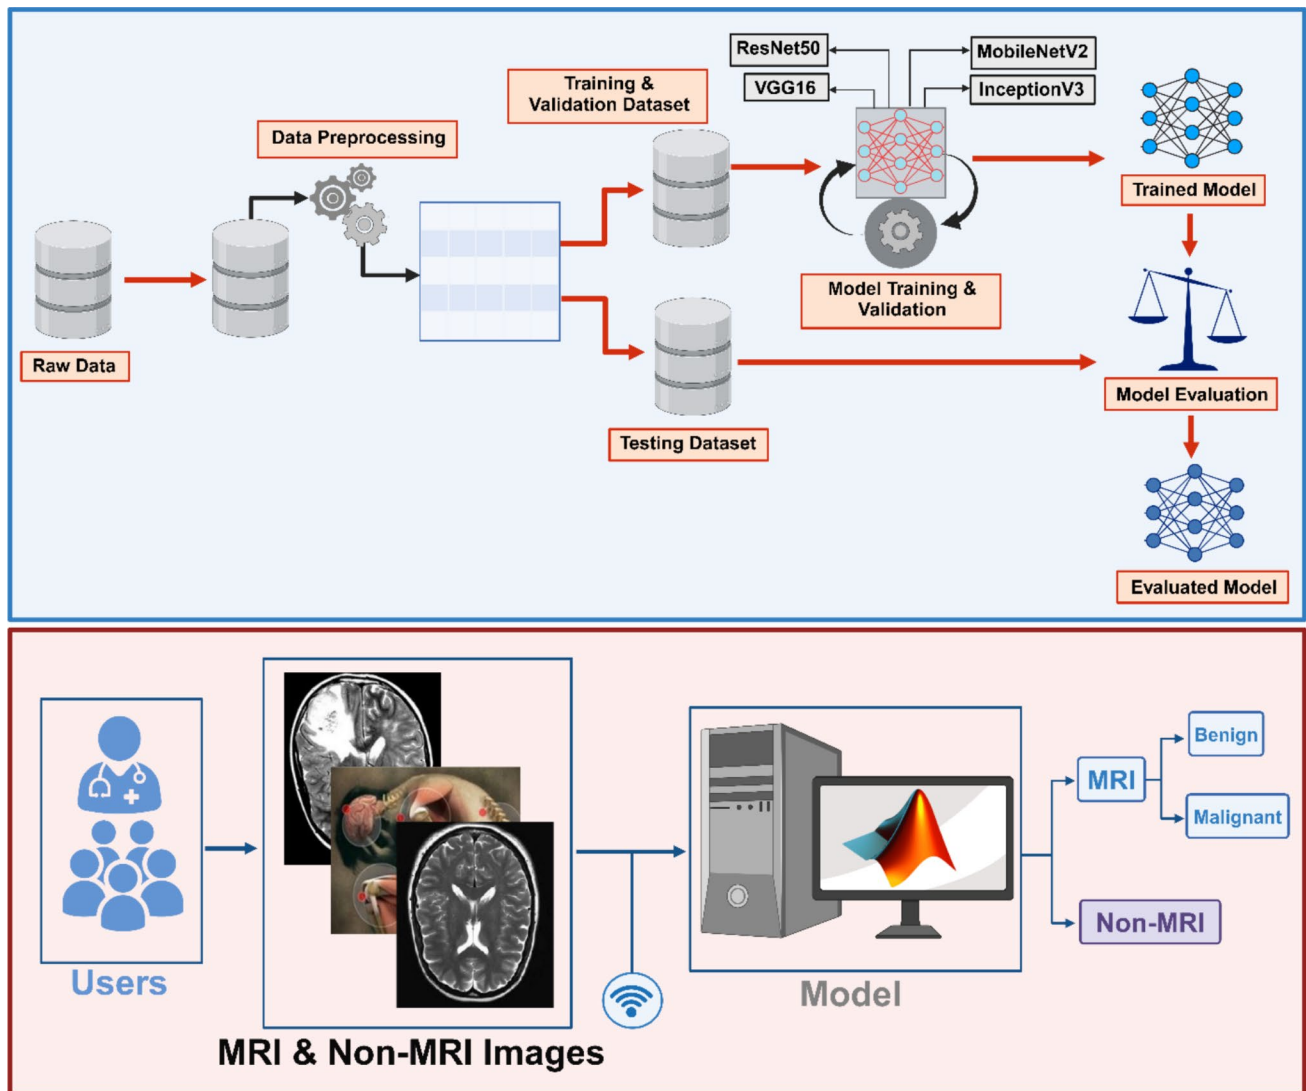 ResNet50
MobileNetV2
VGG16
InceptionV3
Training &
Validation Dataset
Data Preprocessing
Trained Model
Raw Data
Model Training &
Validation
Model Evaluation
Testing Dataset
Evaluated Model
Users
MRI & Non-MRI Images
Model
MRI
Benign
Malignant
Non-MRI